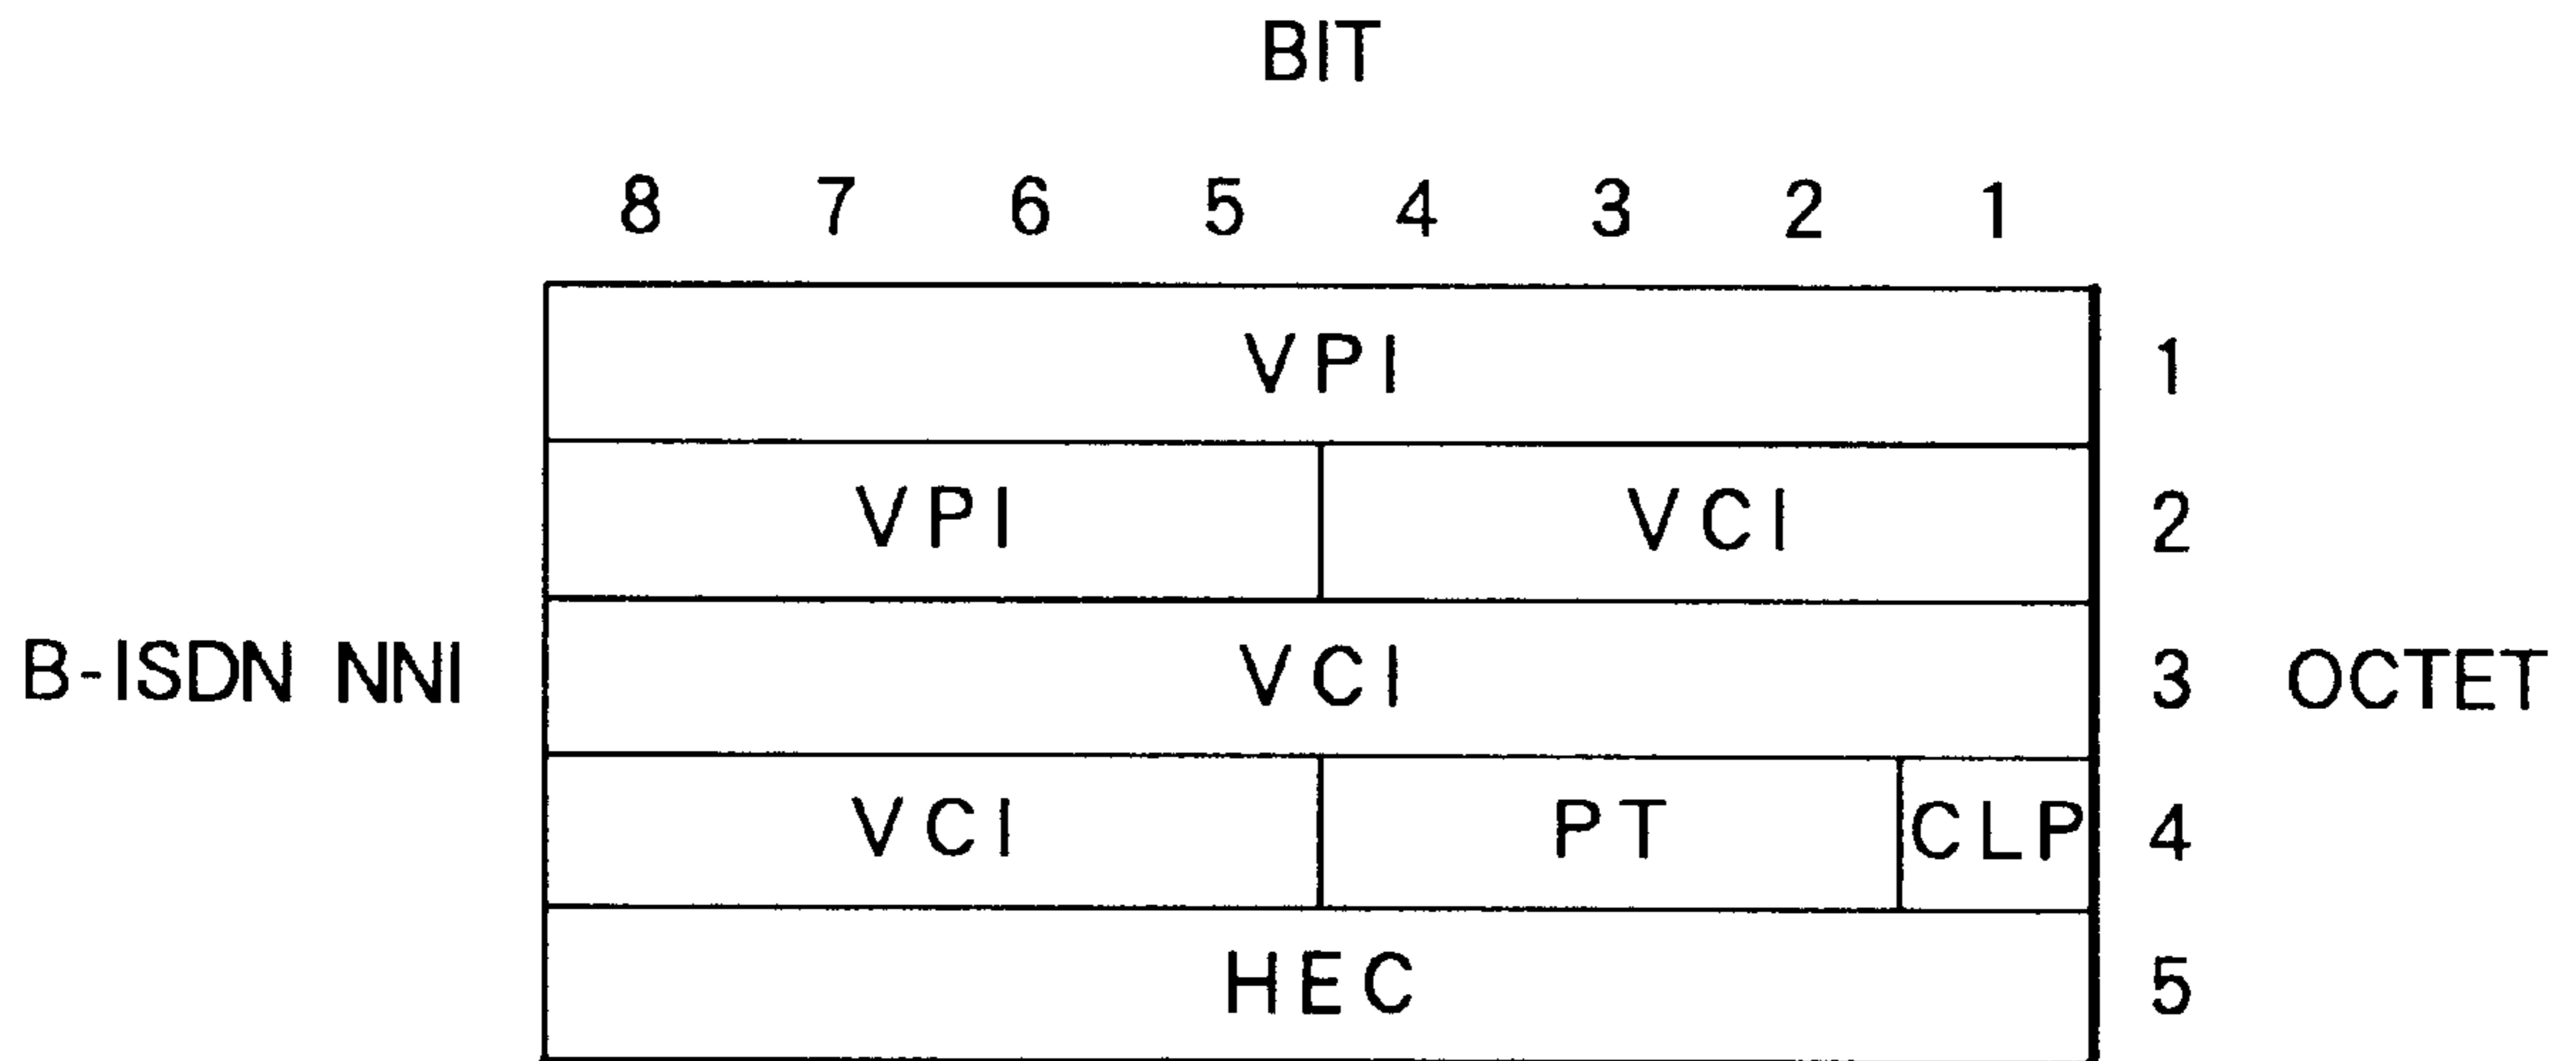 BIT
8 7 6 5 4 3 2 1
VPI 1
VPI VCI 2
B-ISDN NNI VCI 3 OCTET
VCI PT CLP 4
HEC 5